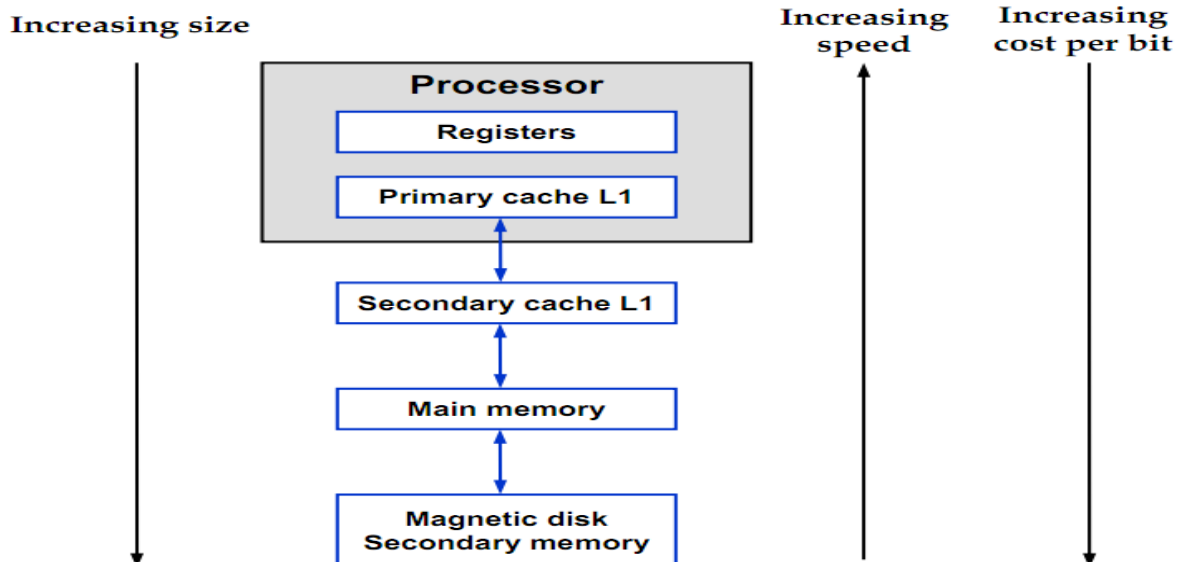 Increasing size
Increasing
speed
Increasing
cost per bit
Processor
Registers
Primary cache L1
Secondary cache L1
Main memory
Magnetic disk
Secondary memory